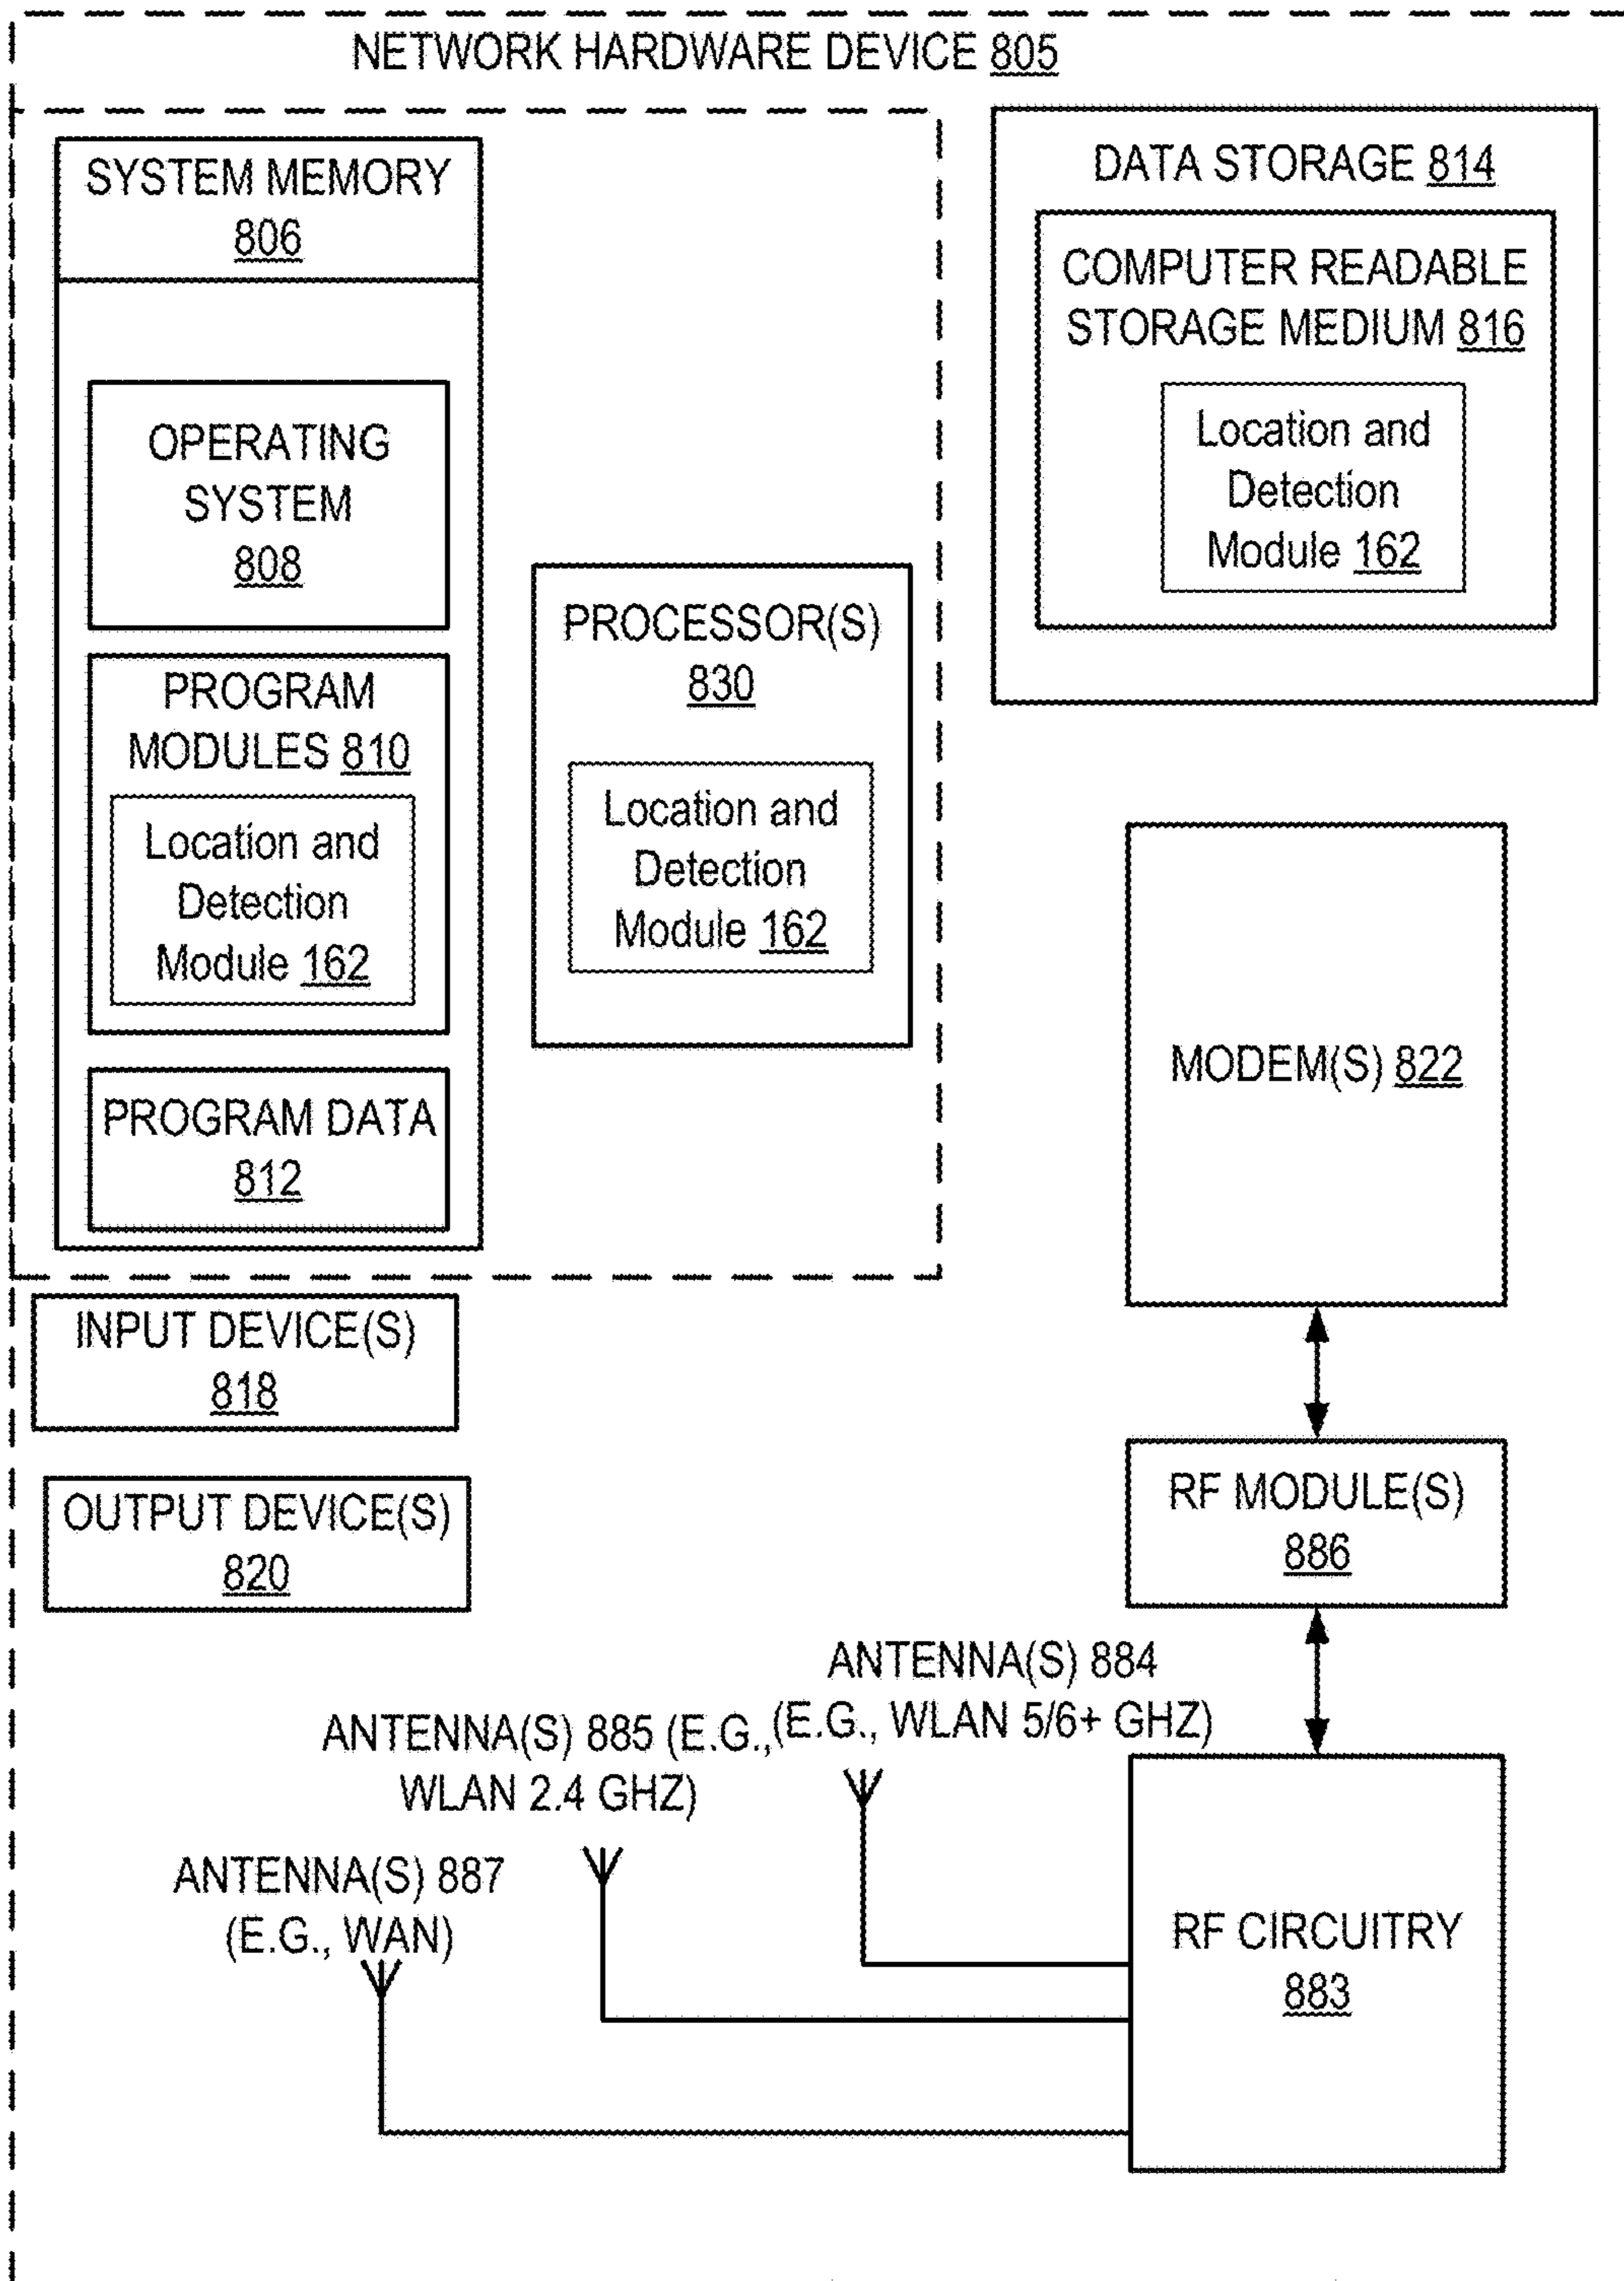 NETWORK HARDWARE DEVICE 805
SYSTEM MEMORY
806
OPERATING
SYSTEM
808
PROGRAM
MODULES 810
Location and
Detection
Module 162
PROGRAM DATA
812
PROCESSOR(S)
830
Location and
Detection
Module 162
DATA STORAGE 814
COMPUTER READABLE
STORAGE MEDIUM 816
Location and
Detection
Module 162
MODEM(S) 822
INPUT DEVICE(S)
818
OUTPUT DEVICE(S)
820
RF MODULE(S)
886
ANTENNA(S) 884
(E.G., WLAN 5/6+ GHZ)
ANTENNA(S) 885 (E.G.,
WLAN 2.4 GHZ)
ANTENNA(S) 887
(E.G., WAN)
RF CIRCUITRY
883